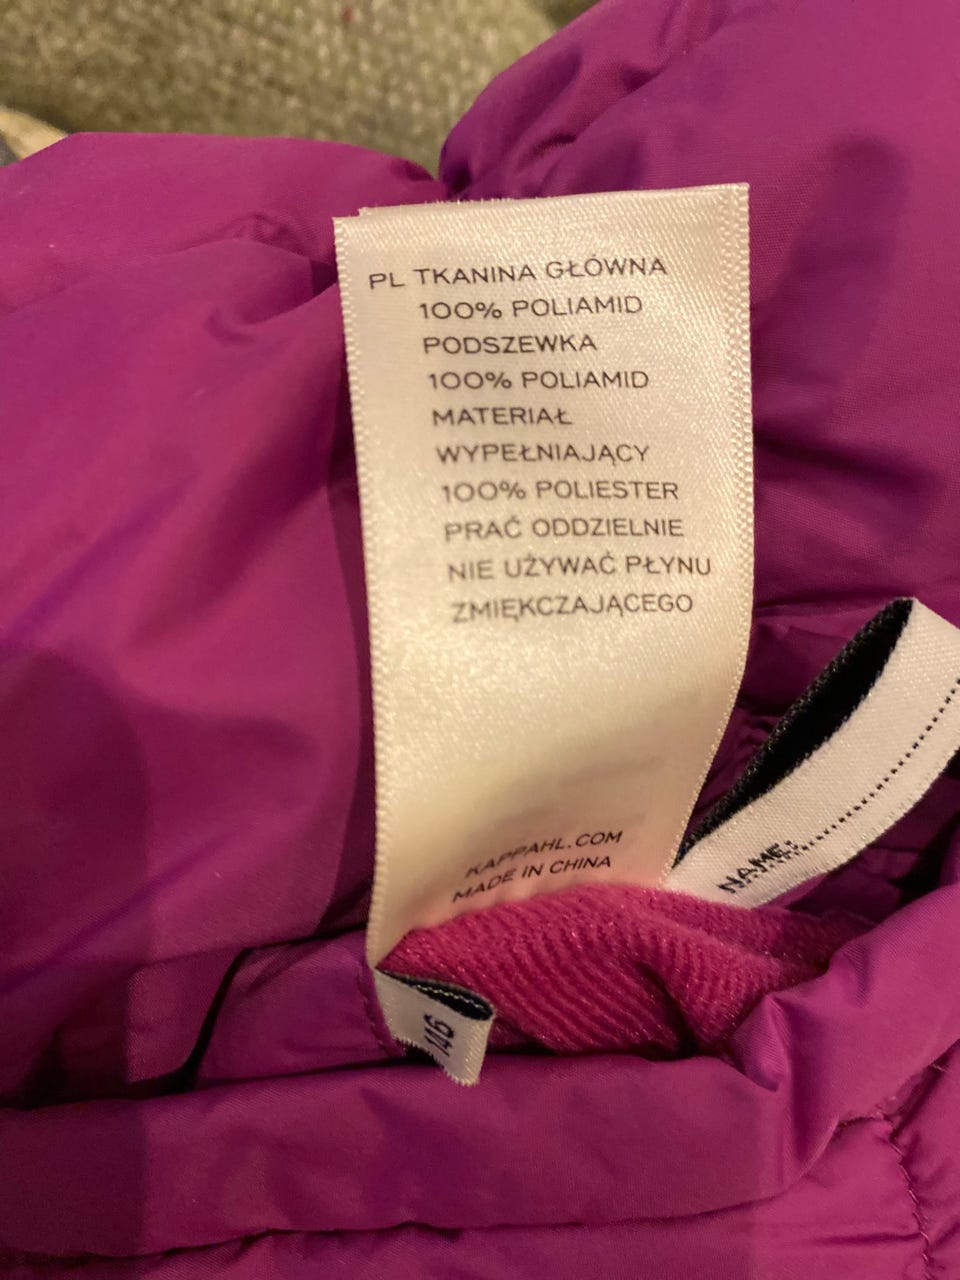 PL TKANINA GŁÓWNA
100% POLIAMID
PODSZEWKA
100% POLIAMID
MATERIAŁ
WYPEŁNIAJĄCY
100% POLIESTER
PRAĆ ODDZIELNIE
NIE UŻYWAĆ PŁYNU
ZMIĘKCZAJĄCEGO
KAPPAHL.COM
MADE IN CHINA
NAME:
146